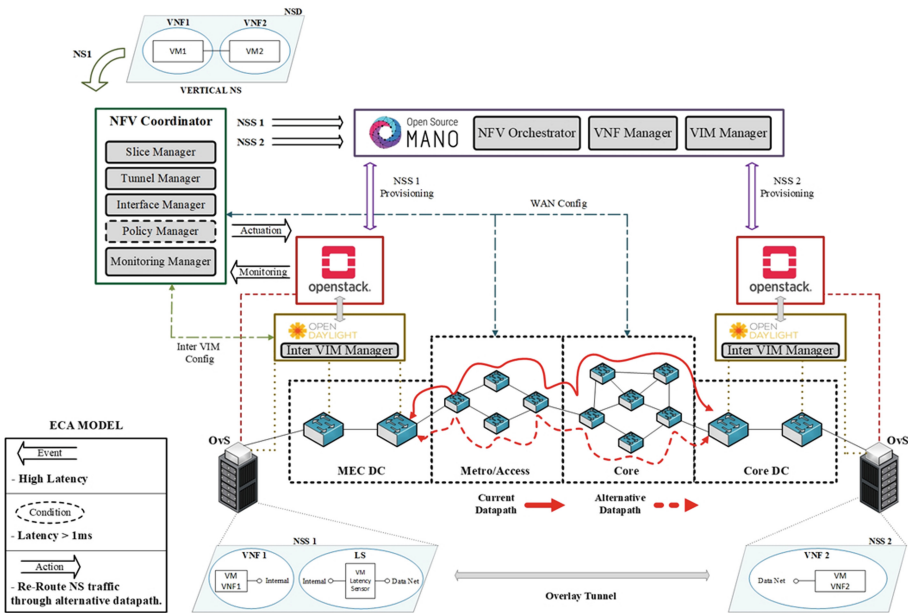 NSD
VNF1
VNF2
VM1
VM2
NS1
VERTICAL NS
NFV Coordinator
Slice Manager
Tunnel Manager
Interface Manager
Policy Manager
Monitoring Manager
NSS 1
NSS 2
Open Source
MANO
NFV Orchestrator
VNF Manager
VIM Manager
NSS 1
Provisioning
NSS 2
Provisioning
WAN Config
Actuation
Monitoring
openstack.
openstack.
OPEN
DAYLIGHT
Inter VIM Manager
OPEN
DAYLIGHT
Inter VIM Manager
Inter VIM
Config
OvS
OvS
MEC DC
Metro/Access
Core
Core DC
Current
Datapath
Alternative
Datapath
ECA MODEL
Event
- High Latency
Condition
- Latency > 1ms
Action
- Re-Route NS traffic
through alternative datapath.
NSS 1
VNF 1
VM
VNF1
Internal
LS
Internal
VM
Latency
Sensor
Data Net
Overlay Tunnel
NSS 2
VNF 2
Data Net
VM
VNF2